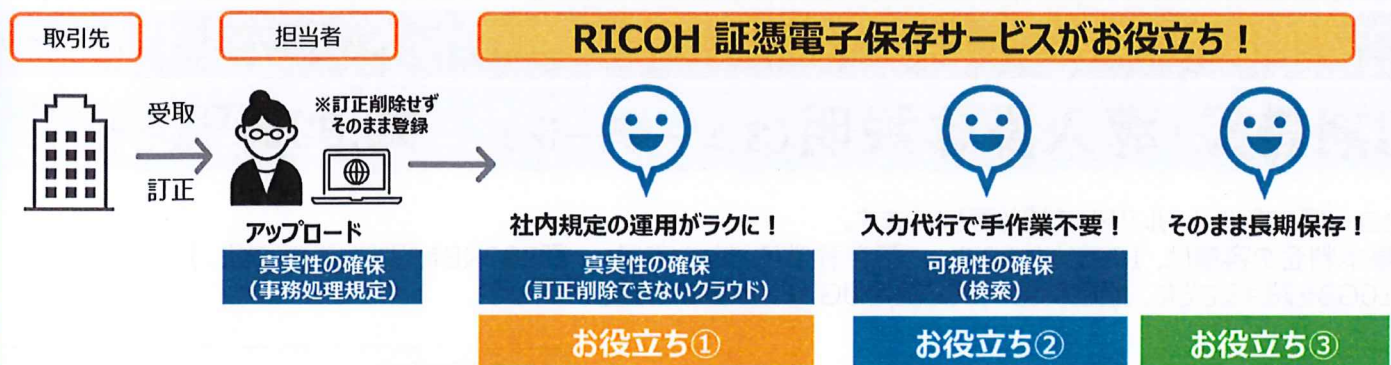 取引先
担当者
RICOH 証憑電子保存サービスがお役立ち！
受取
訂正
※訂正削除せず
そのまま登録
アップロード
真実性の確保
（事務処理規定）
社内規定の運用がラクに！
真実性の確保
（訂正削除できないクラウド）
お役立ち①
入力代行で手作業不要！
可視性の確保
（検索）
お役立ち②
そのまま長期保存！
お役立ち③